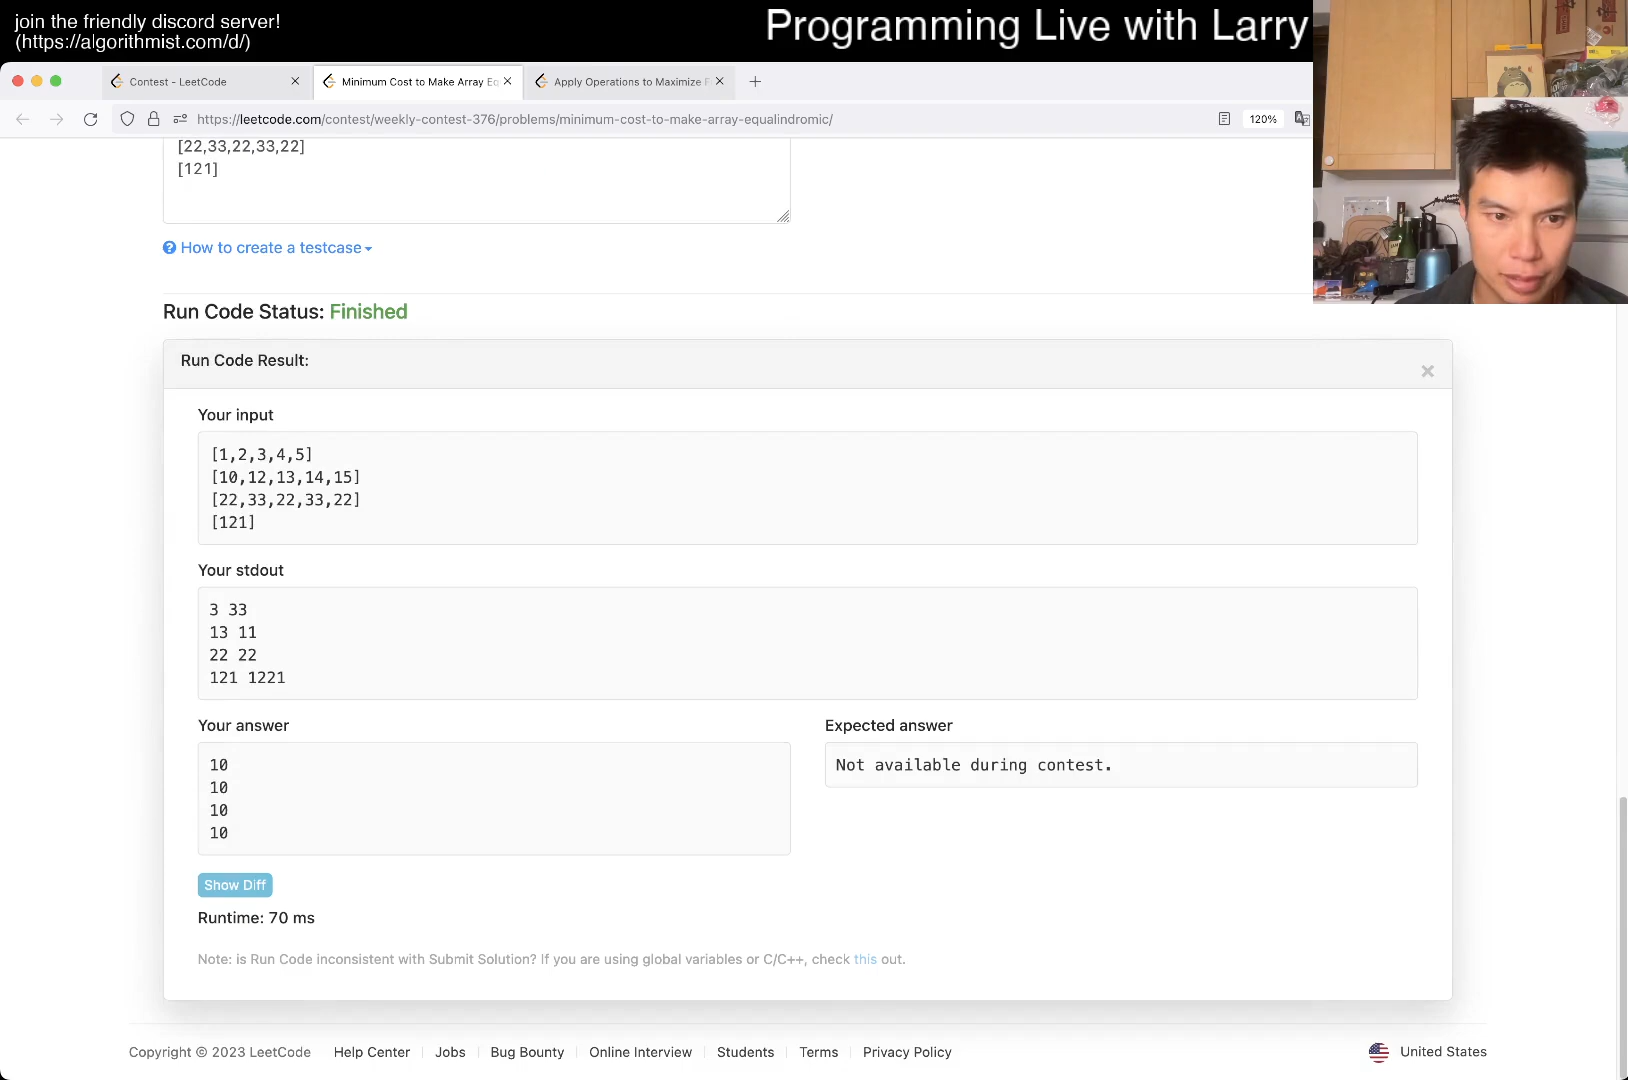 join the friendly discord server!
(https://algorithmist.com/d/)
Programming Live with Larry
Contest - LeetCode
Minimum Cost to Make Array Eq
Apply Operations to Maximize F
https://leetcode.com/contest/weekly-contest-376/problems/minimum-cost-to-make-array-equalindromic/
120%
[22,33,22,33,22]
[121]
How to create a testcase
Run Code Status: Finished
Run Code Result:
Your input
[1,2,3,4,5]
[10,12,13,14,15]
[22,33,22,33,22]
[121]
Your stdout
3 33
13 11
22 22
121 1221
Your answer
Expected answer
10
10
10
10
Not available during contest.
Show Diff
Runtime: 70 ms
Note: is Run Code inconsistent with Submit Solution? If you are using global variables or C/C++, check this out.
Copyright © 2023 LeetCode
Help Center
Jobs
Bug Bounty
Online Interview
Students
Terms
Privacy Policy
United States